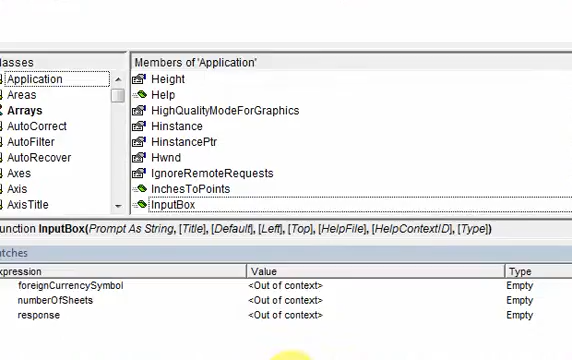 lasses
Members of 'Application'
Application
Areas
Arrays
AutoCorrect
AutoFilter
AutoRecover
Axes
Axis
AxisTitle
Height
Help
HighQualityModeForGraphics
Hinstance
HinstancePtr
Hwnd
IgnoreRemoteRequests
InchesToPoints
InputBox
unction InputBox(Prompt As String, [Title], [Default], [Left], [Top], [HelpFile], [HelpContextID], [Type])
atches
xpression Value Type
foreignCurrencySymbol <Out of context> Empty
numberOfSheets <Out of context> Empty
response <Out of context> Empty